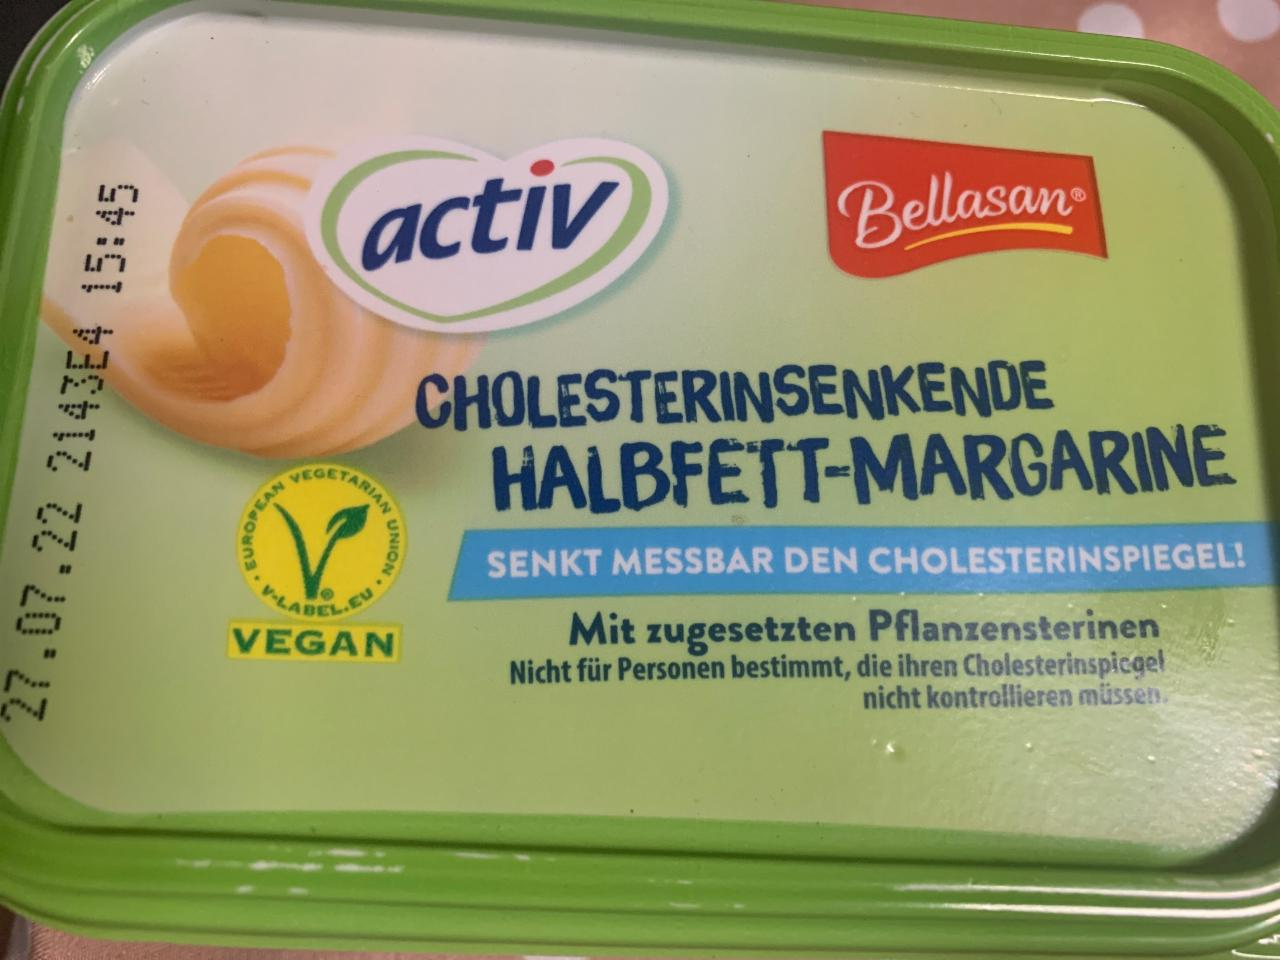 activ
Bellasan®
CHOLESTERINSENKENDE
HALBFETT-MARGARINE
SENKT MESSBAR DEN CHOLESTERINSPIEGEL!
Mit zugesetzten Pflanzensterinen
Nicht für Personen bestimmt, die ihren Cholesterinspiegel
nicht kontrollieren müssen.
EUROPEAN VEGETARIAN UNION
V-LABEL.EU
®
VEGAN
27.07.22 2143E4 15:45